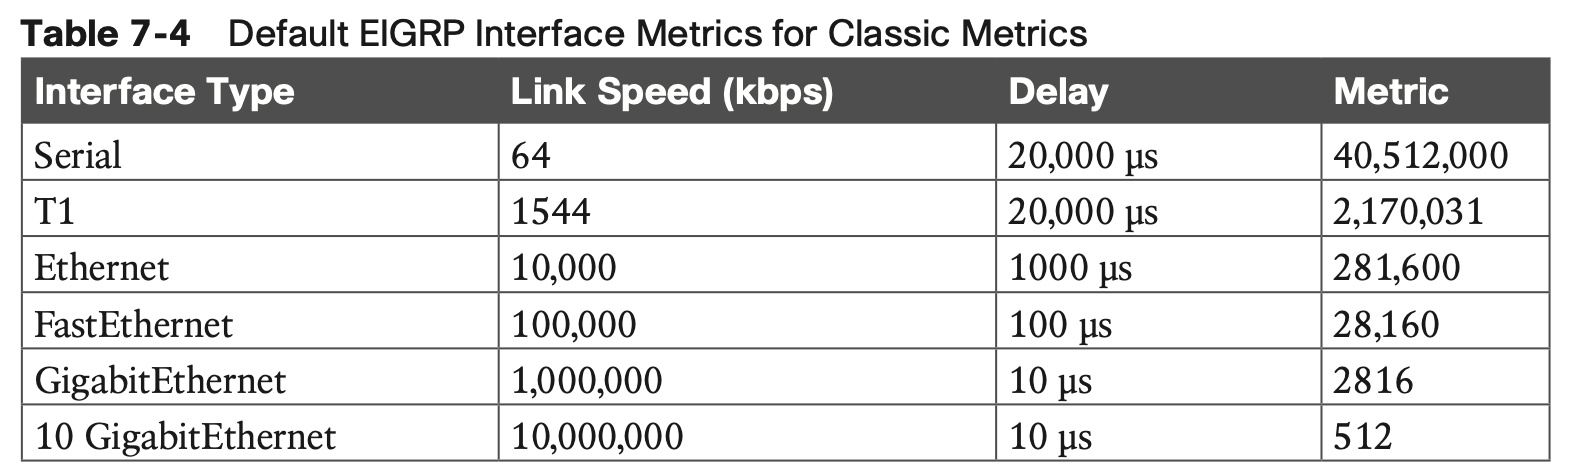 Table 7-4 Default EIGRP Interface Metrics for Classic Metrics
Interface Type Link Speed (kbps) Delay Metric
Serial 64 20,000 µs 40,512,000
T1 1544 20,000 µs 2,170,031
Ethernet 10,000 1000 µs 281,600
FastEthernet 100,000 100 µs 28,160
GigabitEthernet 1,000,000 10 µs 2816
10 GigabitEthernet 10,000,000 10 µs 512